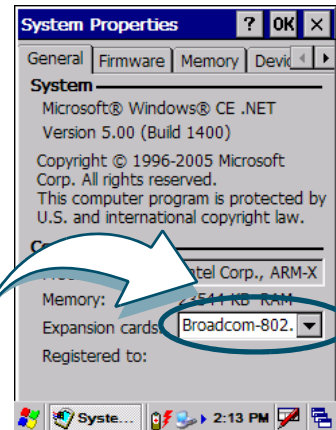 System Properties ? OK ×
General Firmware Memory Devic
System
Microsoft® Windows® CE .NET
Version 5.00 (Build 1400)
Copyright © 1996-2005 Microsoft
Corp. All rights reserved.
This computer program is protected by
U.S. and international copyright law.
Corp., ARM-X
Memory: KB RAM
Expansion cards: Broadcom-802.
Registered to:
Syste... 2:13 PM